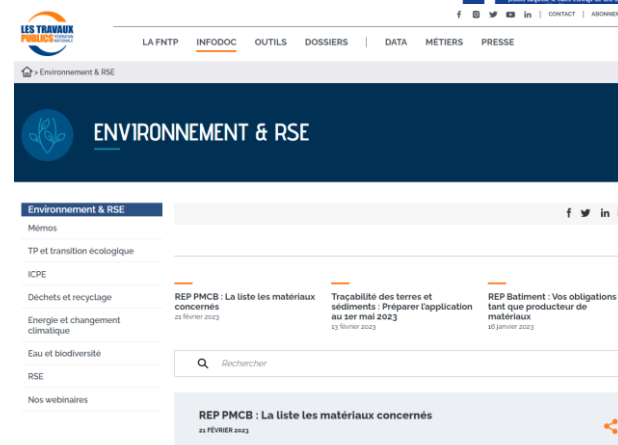 CONTACT | ABONNE
LES TRAVAUX
PUBLICS FÉDÉRATION NATIONALE
LA FNTP INFODOC OUTILS DOSSIERS | DATA MÉTIERS PRESSE
> Environnement & RSE
ENVIRONNEMENT & RSE
Environnement & RSE
Mémos
TP et transition écologique
ICPE
Déchets et recyclage
Energie et changement
climatique
Eau et biodiversité
RSE
Nos webinaires
REP PMCB : La liste les matériaux
concernés
21 février 2023
Traçabilité des terres et
sédiments : Préparer l'application
au 1er mai 2023
13 février 2023
REP Batiment : Vos obligations
tant que producteur de
matériaux
16 janvier 2023
Rechercher
REP PMCB : La liste les matériaux concernés
21 FÉVRIER 2023